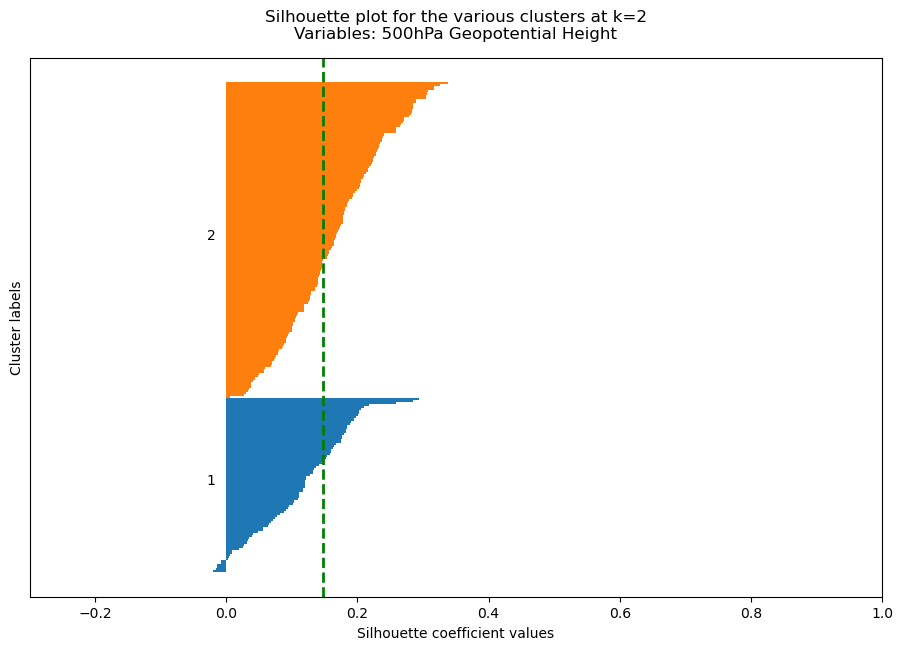 Silhouette plot for the various clusters at k=2
Variables: 500hPa Geopotential Height
Cluster labels
2
1
−0.2 0.0 0.2 0.4 0.6 0.8 1.0
Silhouette coefficient values